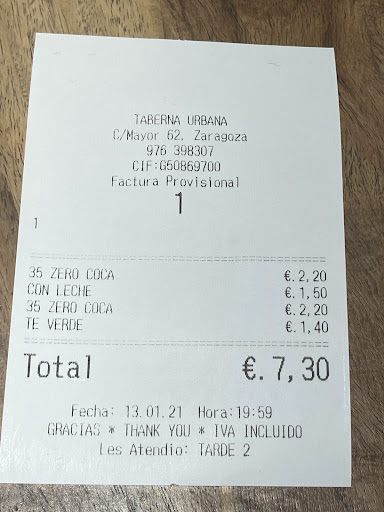 TABERNA URBANA
C/Mayor 62, Zaragoza
976 398307
CIF:G50869700
Factura Provisional
1
1
35 ZERO COCA €.2,20
CON LECHE €.1,50
35 ZERO COCA €.2,20
TE VERDE €.1,40
Total €.7,30
Fecha: 13.01.21 Hora:19:59
GRACIAS * THANK YOU * IVA INCLUIDO
Les Atendio: TARDE 2